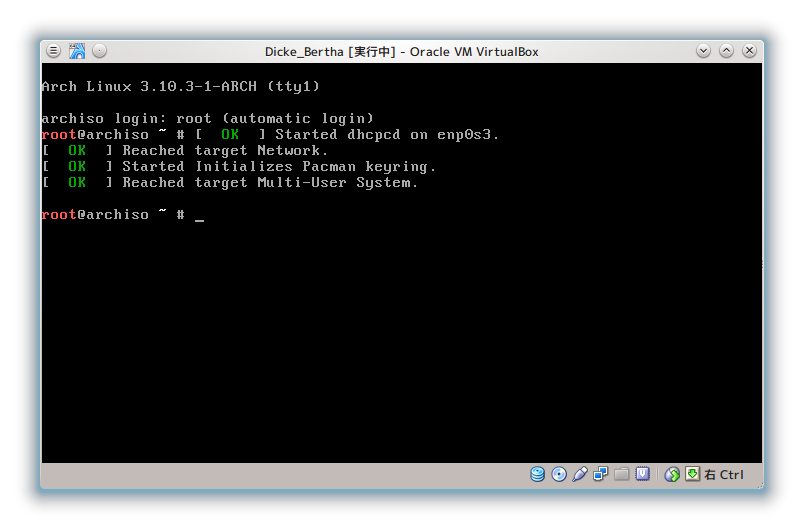 Dicke_Bertha [実行中] - Oracle VM VirtualBox
Arch Linux 3.10.3-1-ARCH (tty1)
archiso login: root (automatic login)
root@archiso ~ # [  OK  ] Started dhcpcd on enp0s3.
[  OK  ] Reached target Network.
[  OK  ] Started Initializes Pacman keyring.
[  OK  ] Reached target Multi-User System.
root@archiso ~ # _
右 Ctrl